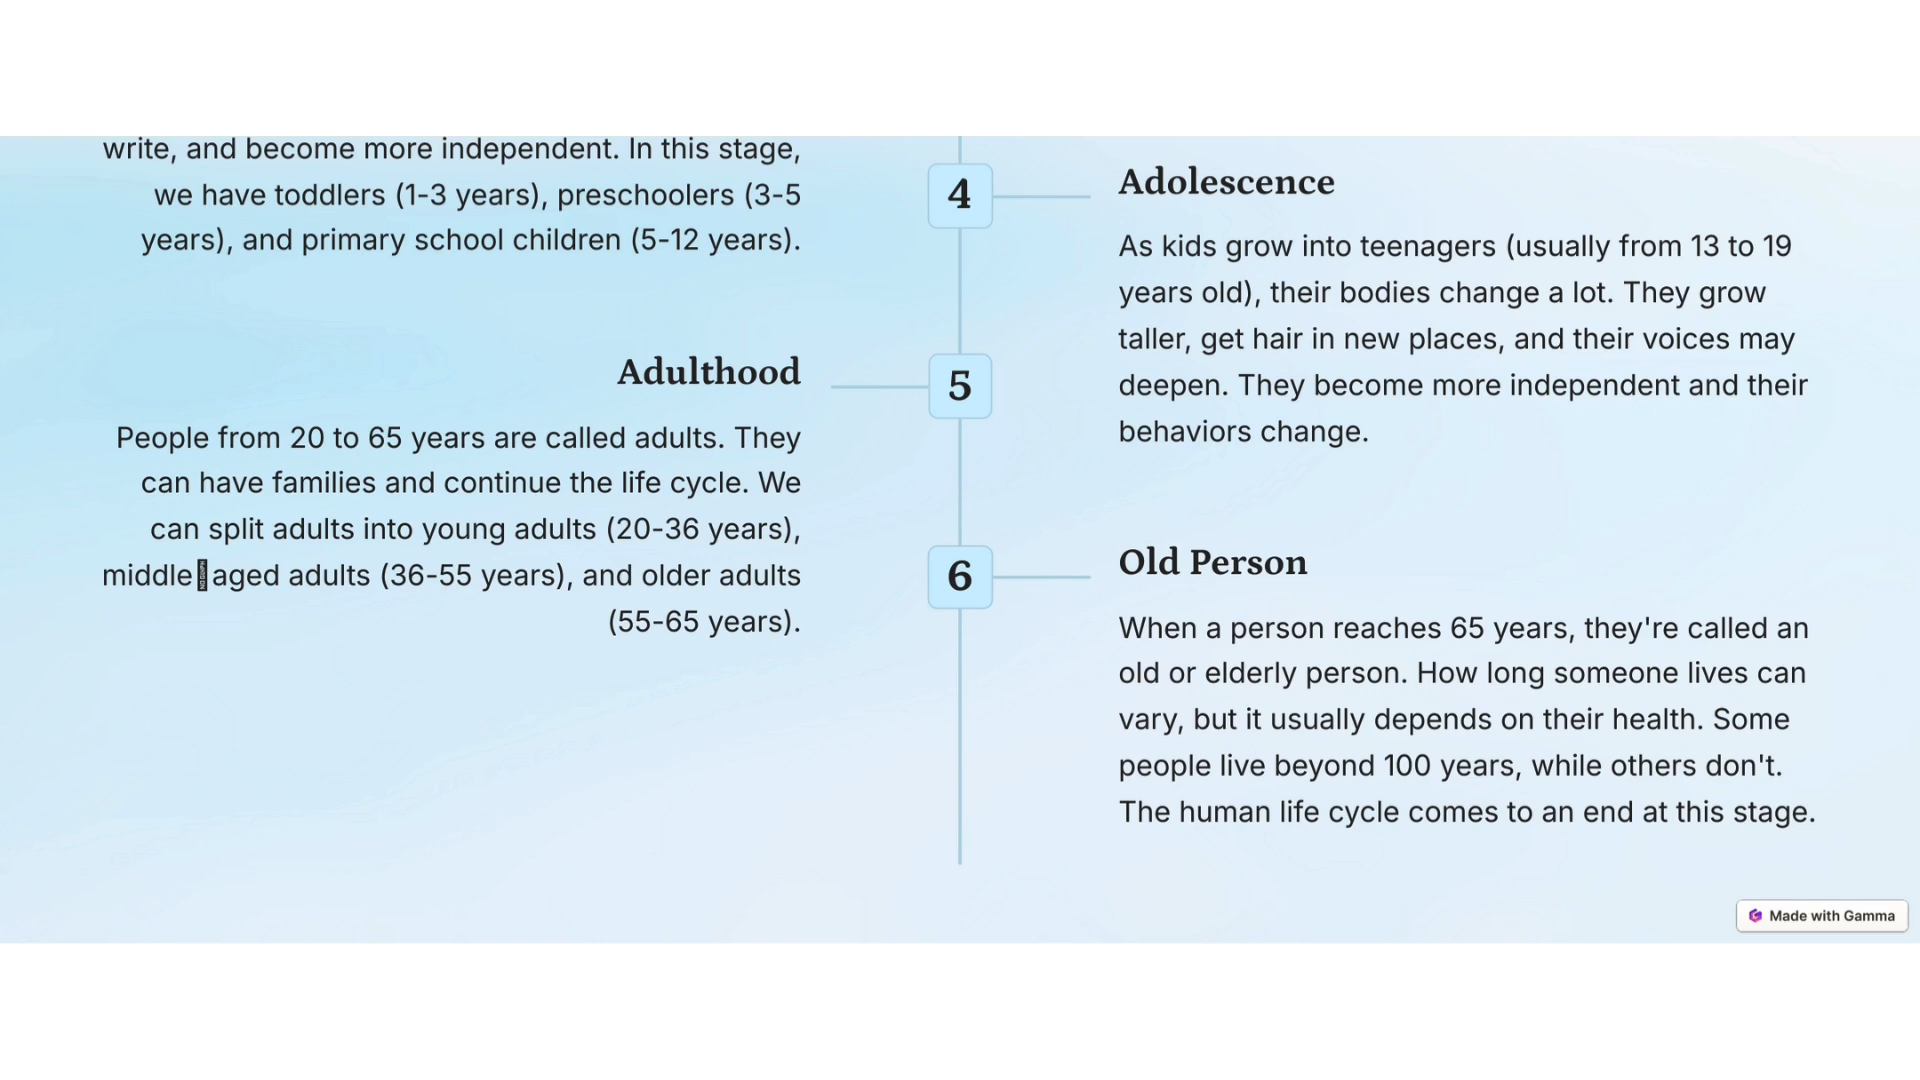 write, and become more independent. In this stage,
we have toddlers (1-3 years), preschoolers (3-5
years), and primary school children (5-12 years).
4
Adolescence
As kids grow into teenagers (usually from 13 to 19
years old), their bodies change a lot. They grow
taller, get hair in new places, and their voices may
deepen. They become more independent and their
behaviors change.
Adulthood
5
People from 20 to 65 years are called adults. They
can have families and continue the life cycle. We
can split adults into young adults (20-36 years),
middle aged adults (36-55 years), and older adults
(55-65 years).
6
Old Person
When a person reaches 65 years, they're called an
old or elderly person. How long someone lives can
vary, but it usually depends on their health. Some
people live beyond 100 years, while others don't.
The human life cycle comes to an end at this stage.
Made with Gamma